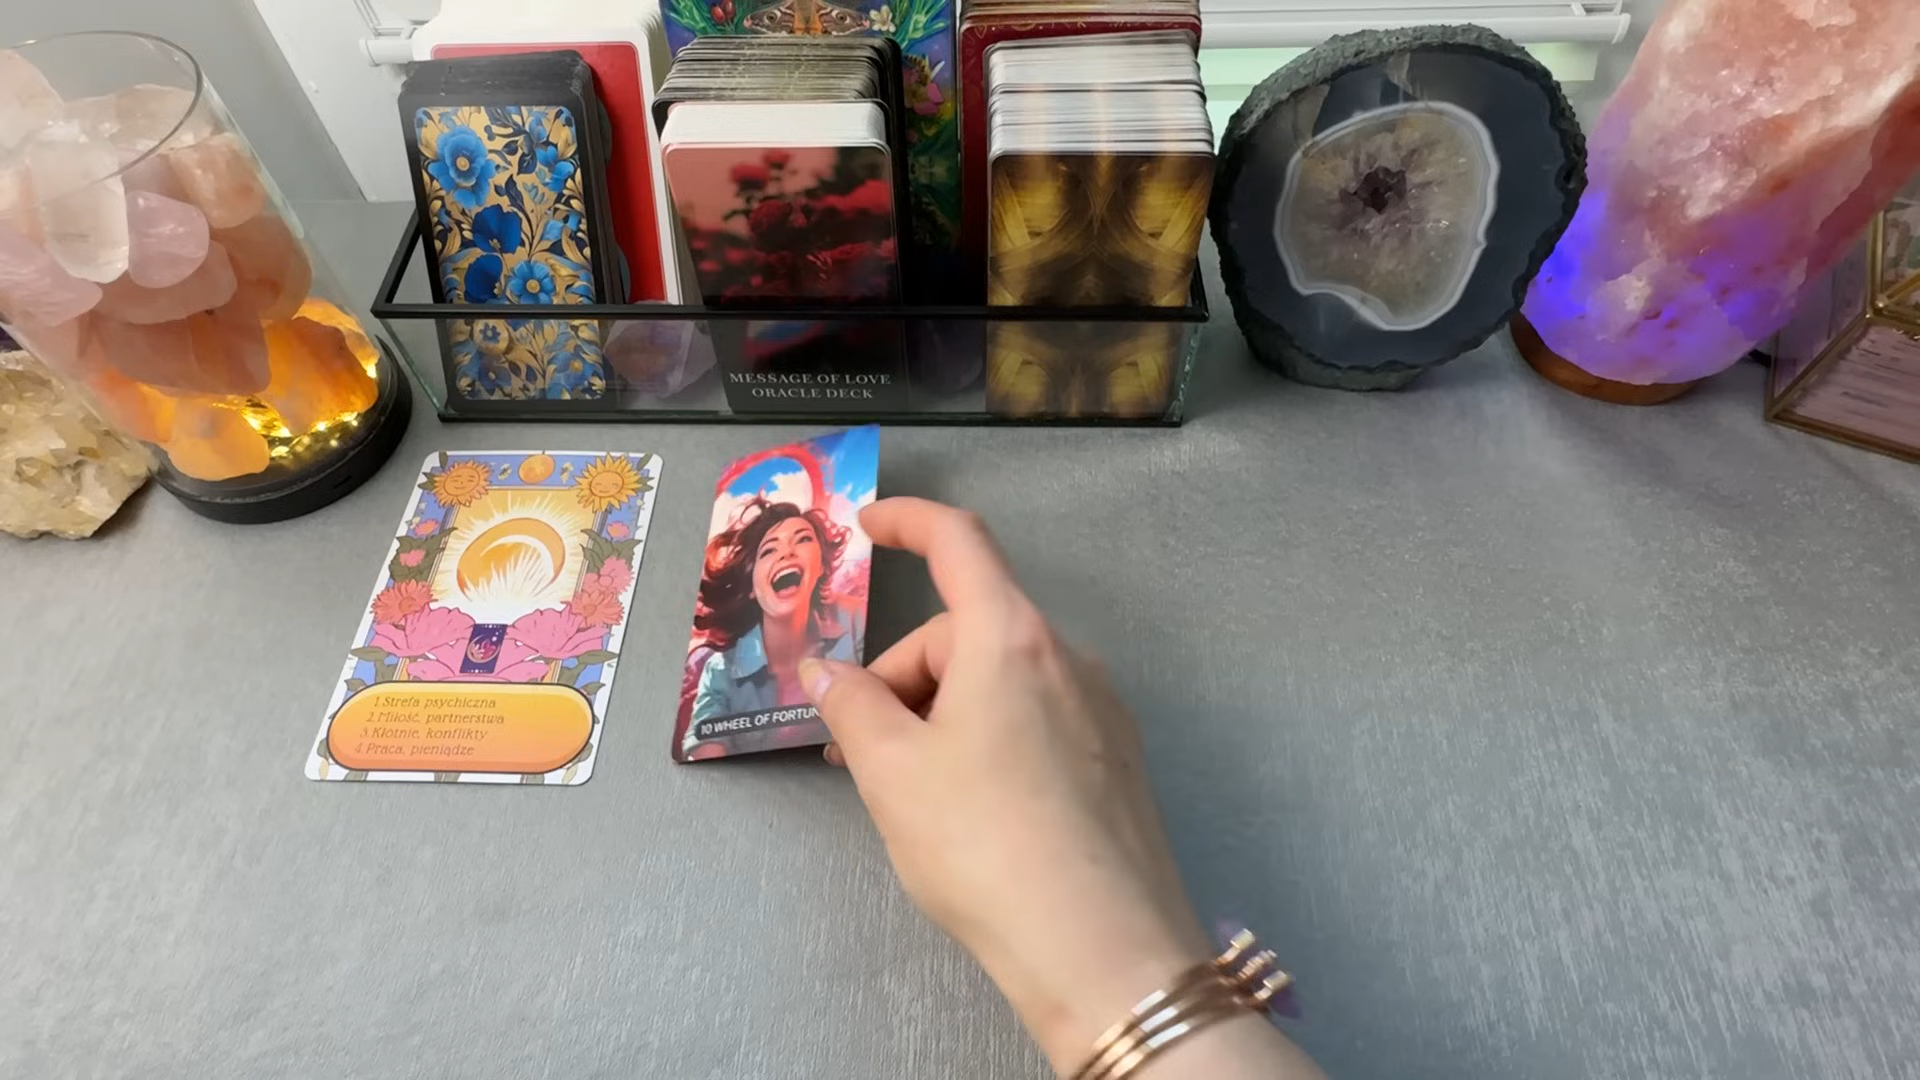 MESSAGE OF LOVE
ORACLE DECK
1.Strefa psychiczna
2.Miłość, partnerstwa
3.Kłótnie, konflikty
4.Praca, pieniądze
10 WHEEL OF